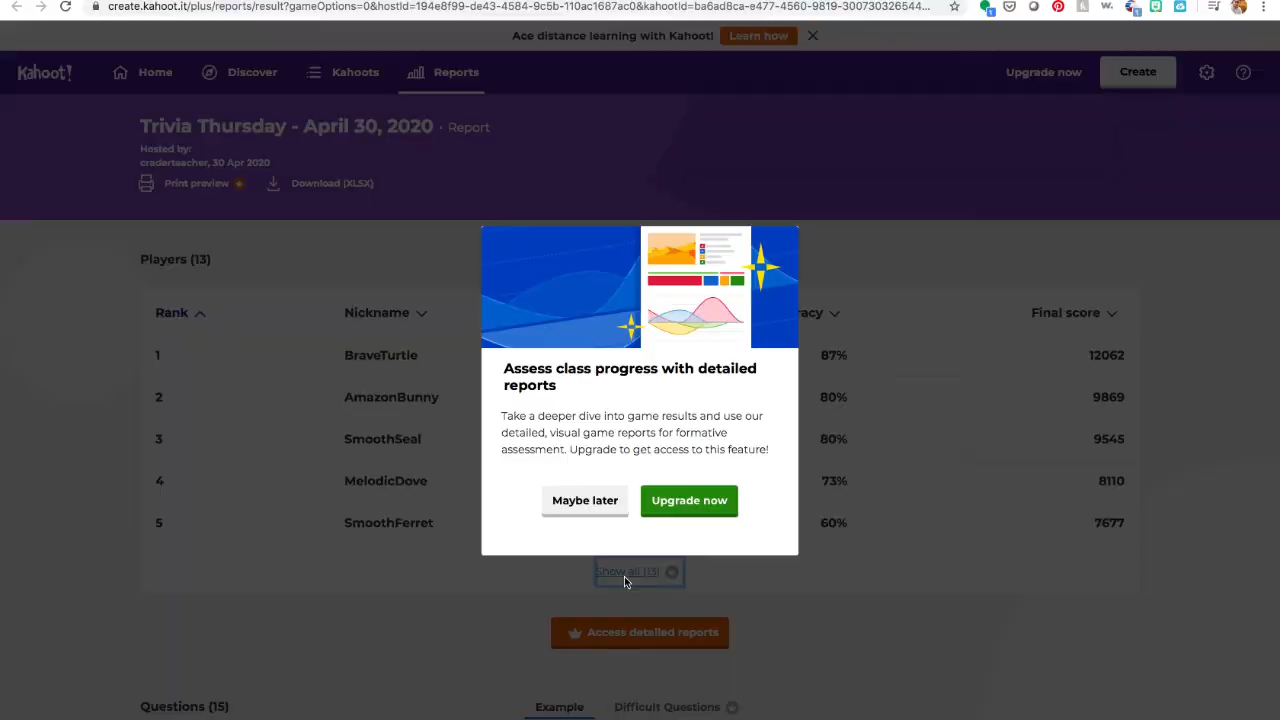 create.kahoot.it/plus/reports/result?gameOptions=0&hostId=194e8f99-de43-4584-9c5b-110ac1687ac0&kahootId=ba6ad8ca-e477-4560-9819-300730326544...
Ace distance learning with Kahoot! Learn how
Kahoot! Home Discover Kahoots Reports Upgrade now Create
Trivia Thursday - April 30, 2020 · Report
Hosted by:
craderteacher, 30 Apr 2020
Print preview Download (XLSX)
Players (13)
Rank Nickname racy Final score
1 BraveTurtle 87% 12062
2 AmazonBunny 80% 9869
3 SmoothSeal 80% 9545
4 MelodicDove 73% 8110
5 SmoothFerret 60% 7677
Assess class progress with detailed
reports
Take a deeper dive into game results and use our
detailed, visual game reports for formative
assessment. Upgrade to get access to this feature!
Maybe later Upgrade now
Show all (13)
Access detailed reports
Questions (15) Example Difficult Questions